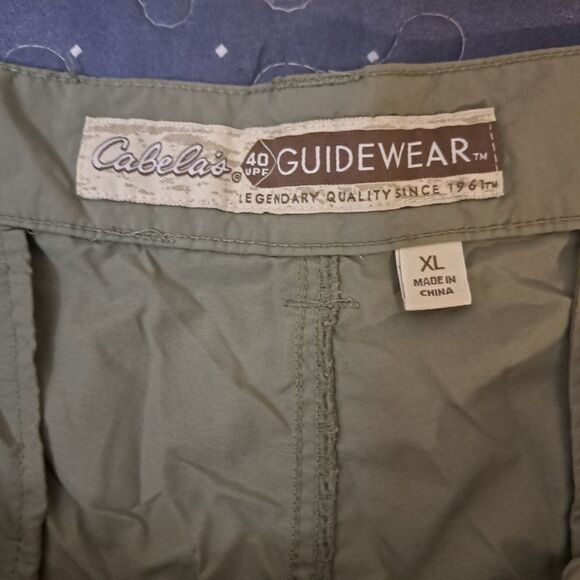 Cabela's® 40 UPF GUIDEWEAR™
LEGENDARY QUALITY SINCE 1961™
XL
MADE IN
CHINA